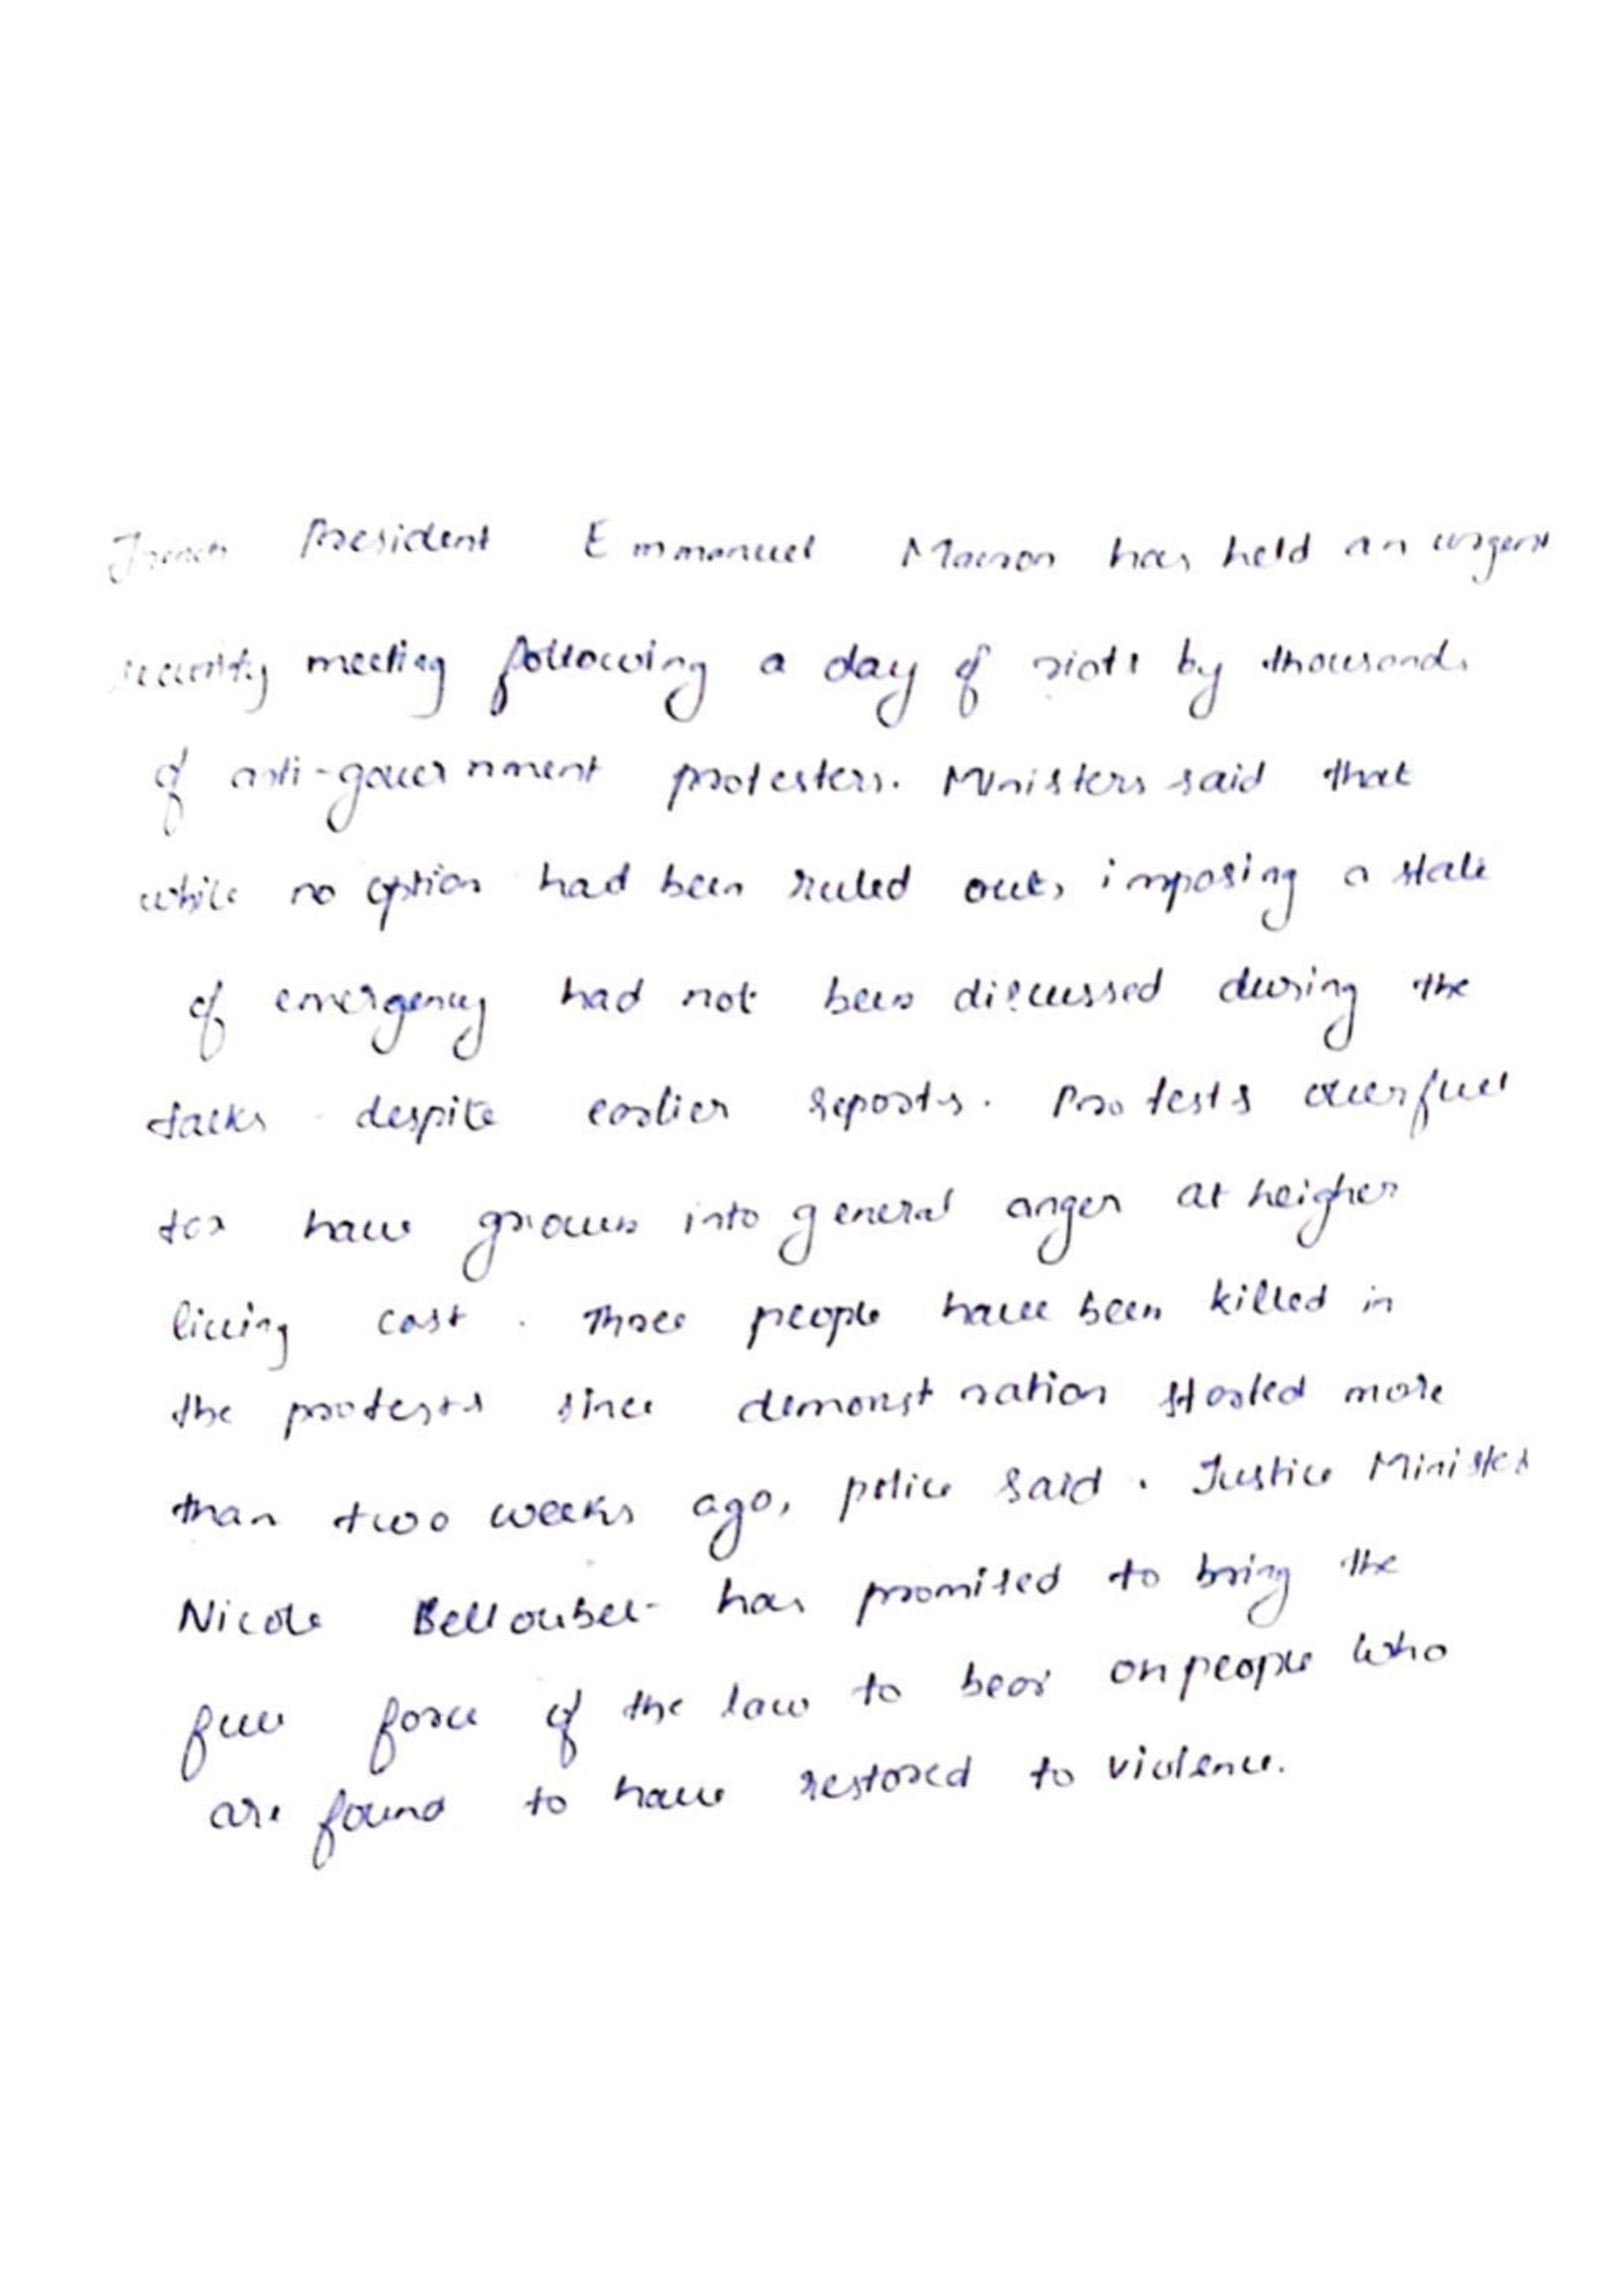 French President Emmanuel Macron has held an urgent
security meeting following a day of riots by thousands
of anti-government protesters. Ministers said that
while no option had been ruled out, imposing a state
of emergency had not been discussed during the
talks despite earlier reports. Protests over fuel
tax have grown into general anger at heigher
living cost. Three people have been killed in
the protests since demonstration started more
than two weeks ago, police said. Justice Minister
Nicole Belloubet has promised to bring the
full force of the law to bear on people who
are found to have restored to violence.